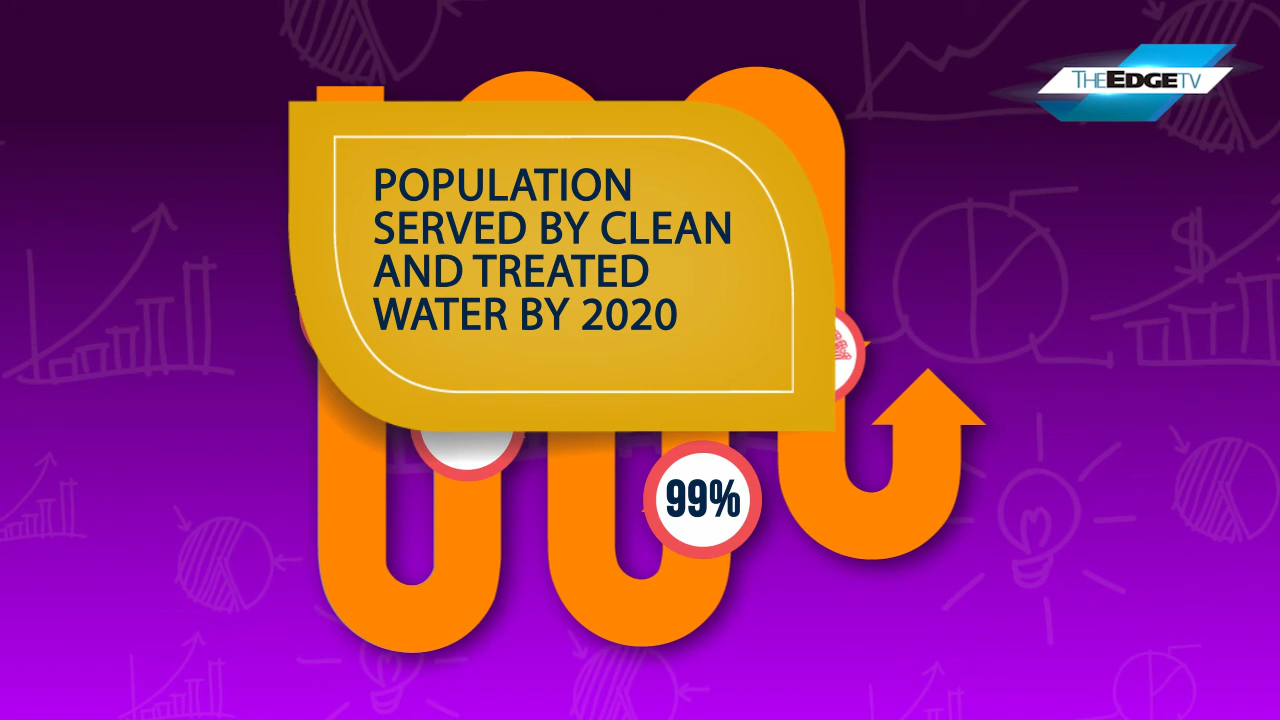 THEEDGETV
POPULATION
SERVED BY CLEAN
AND TREATED
WATER BY 2020
99%